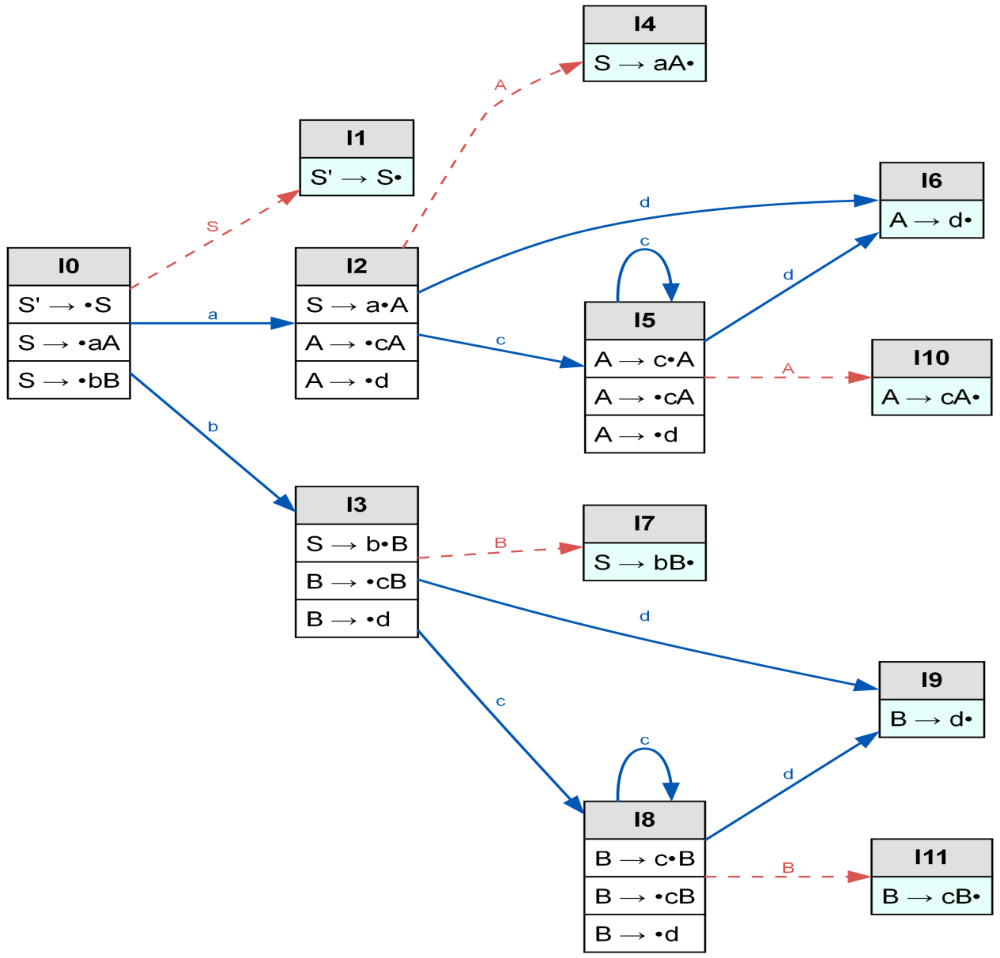 I4
S → aA•
A
I1
S' → S•
S
I6
A → d•
d
c
I0
S' → •S
S → •aA
S → •bB
a
I2
S → a•A
A → •cA
A → •d
c
d
I5
A → c•A
A → •cA
A → •d
A
I10
A → cA•
b
I3
S → b•B
B → •cB
B → •d
B
I7
S → bB•
d
c
I9
B → d•
c
d
I8
B → c•B
B → •cB
B → •d
B
I11
B → cB•